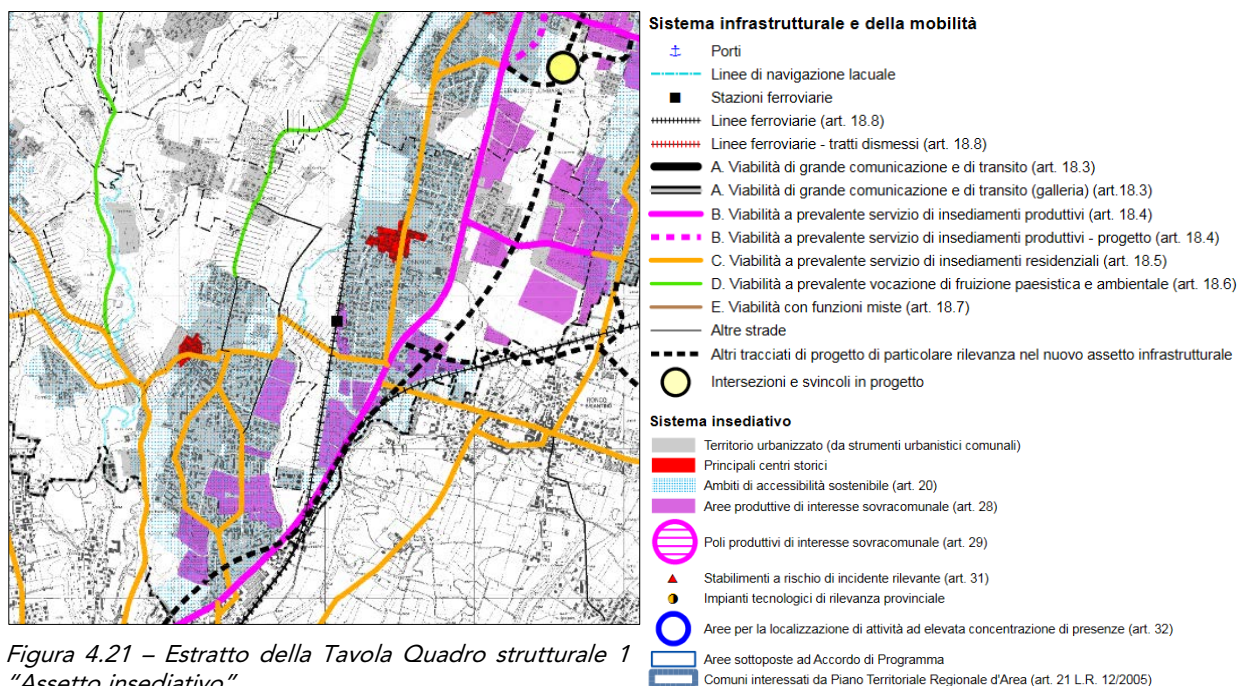 CERNUSCO LOMBARDONE
RONCO
BRIANTINO
Figura 4.21 – Estratto della Tavola Quadro strutturale 1
"Assetto insediativo"
Sistema infrastrutturale e della mobilità
Porti
Linee di navigazione lacuale
Stazioni ferroviarie
Linee ferroviarie (art. 18.8)
Linee ferroviarie - tratti dismessi (art. 18.8)
A. Viabilità di grande comunicazione e di transito (art. 18.3)
A. Viabilità di grande comunicazione e di transito (galleria) (art.18.3)
B. Viabilità a prevalente servizio di insediamenti produttivi (art. 18.4)
B. Viabilità a prevalente servizio di insediamenti produttivi - progetto (art. 18.4)
C. Viabilità a prevalente servizio di insediamenti residenziali (art. 18.5)
D. Viabilità a prevalente vocazione di fruizione paesistica e ambientale (art. 18.6)
E. Viabilità con funzioni miste (art. 18.7)
Altre strade
Altri tracciati di progetto di particolare rilevanza nel nuovo assetto infrastrutturale
Intersezioni e svincoli in progetto
Sistema insediativo
Territorio urbanizzato (da strumenti urbanistici comunali)
Principali centri storici
Ambiti di accessibilità sostenibile (art. 20)
Aree produttive di interesse sovracomunale (art. 28)
Poli produttivi di interesse sovracomunale (art. 29)
Stabilimenti a rischio di incidente rilevante (art. 31)
Impianti tecnologici di rilevanza provinciale
Aree per la localizzazione di attività ad elevata concentrazione di presenze (art. 32)
Aree sottoposte ad Accordo di Programma
Comuni interessati da Piano Territoriale Regionale d'Area (art. 21 L.R. 12/2005)